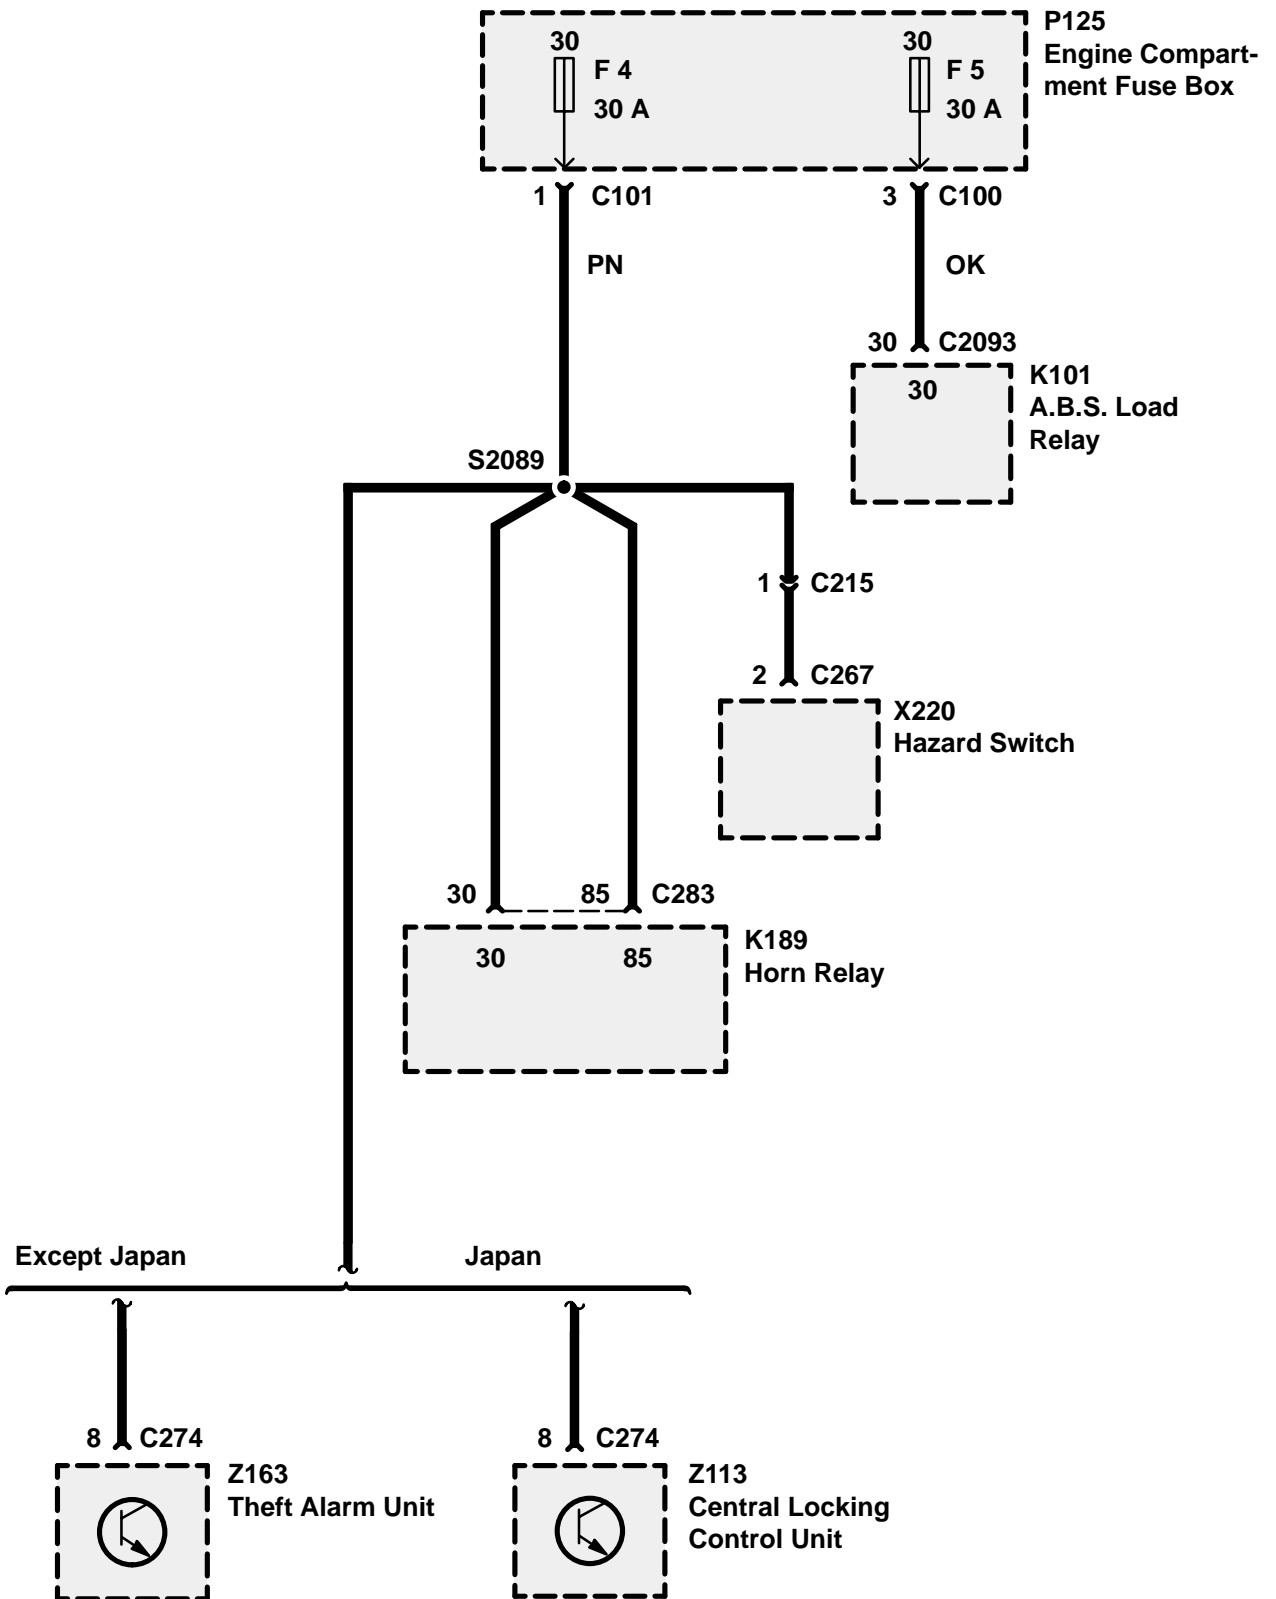 P125
Engine Compart-
ment Fuse Box
30
F 4
30 A
30
F 5
30 A
1
C101
3
C100
PN
OK
30
C2093
30
K101
A.B.S. Load
Relay
S2089
1
C215
2
C267
X220
Hazard Switch
30
85
C283
30
85
K189
Horn Relay
Except Japan
Japan
8
C274
Z163
Theft Alarm Unit
8
C274
Z113
Central Locking
Control Unit